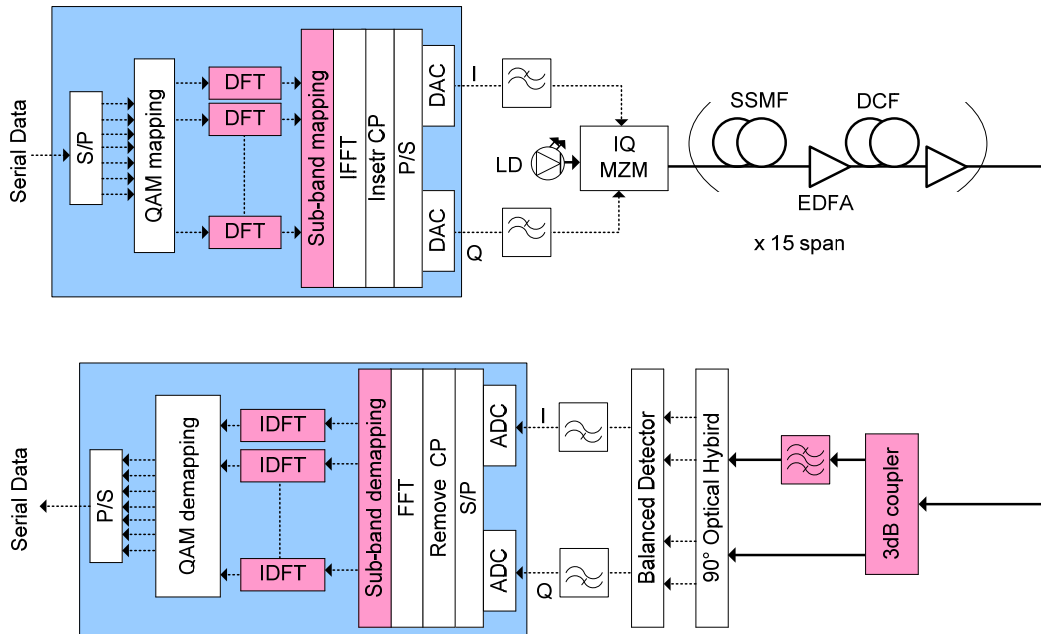 Serial Data
S/P
QAM mapping
DFT
DFT
DFT
Sub-band mapping
IFFT
Insetr CP
P/S
DAC
DAC
I
Q
LD
IQ
MZM
SSMF
DCF
EDFA
x 15 span
Serial Data
P/S
QAM demapping
IDFT
IDFT
IDFT
Sub-band demapping
FFT
Remove CP
S/P
ADC
ADC
I
Q
Balanced Detector
90° Optical Hybird
3dB coupler